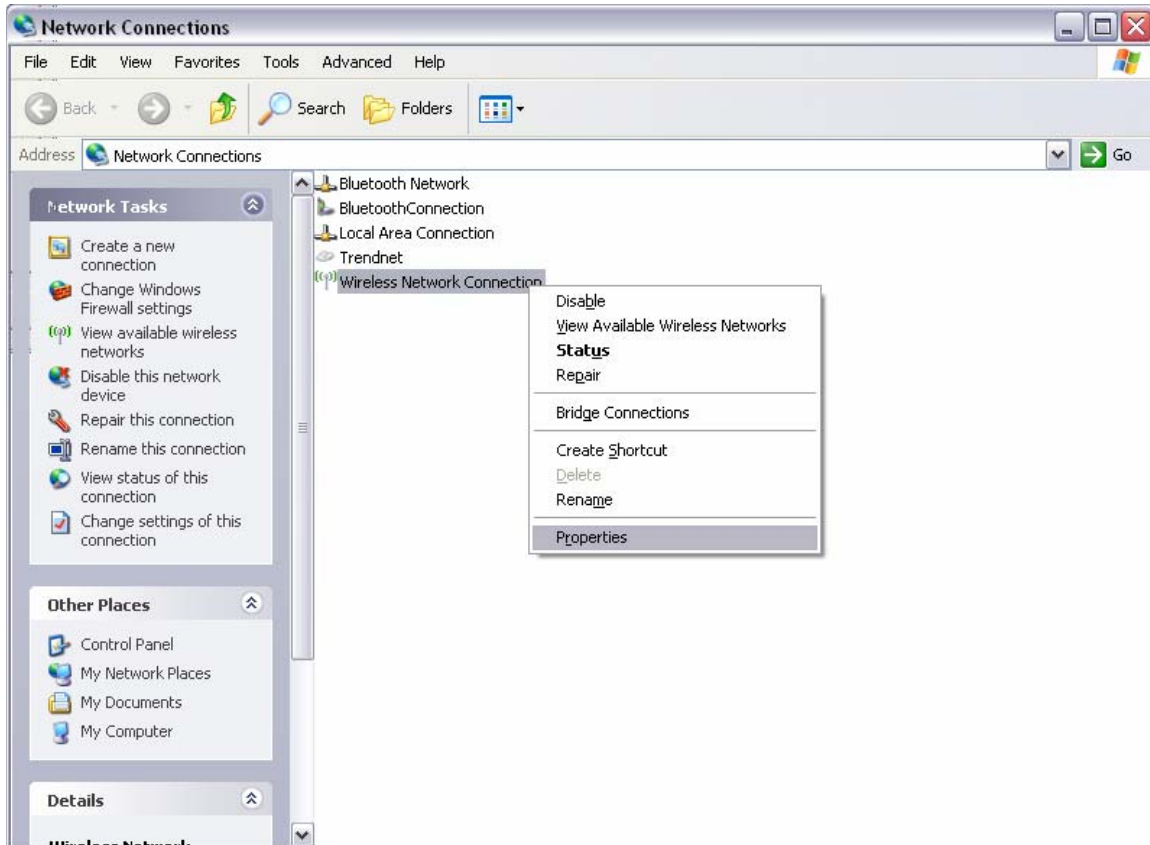 Network Connections
File Edit View Favorites Tools Advanced Help
Back Search Folders
Address Network Connections Go
Network Tasks
Create a new
connection
Change Windows
Firewall settings
View available wireless
networks
Disable this network
device
Repair this connection
Rename this connection
View status of this
connection
Change settings of this
connection
Other Places
Control Panel
My Network Places
My Documents
My Computer
Details
Wireless Network
Bluetooth Network
BluetoothConnection
Local Area Connection
Trendnet
Wireless Network Connection
Disable
View Available Wireless Networks
Status
Repair
Bridge Connections
Create Shortcut
Delete
Rename
Properties